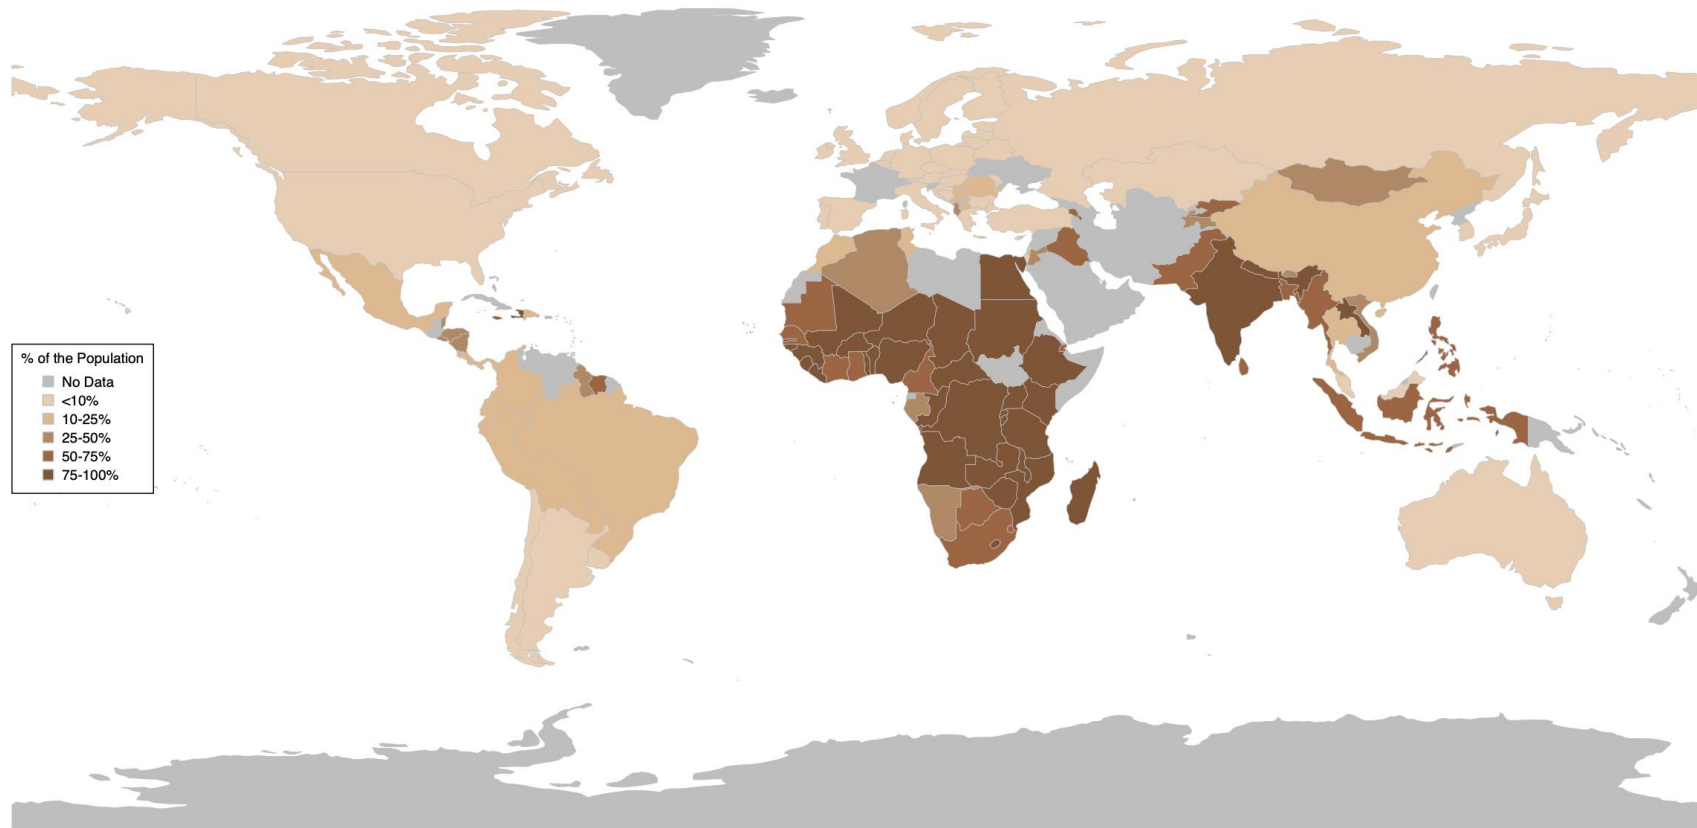 % of the Population
No Data
<10%
10-25%
25-50%
50-75%
75-100%